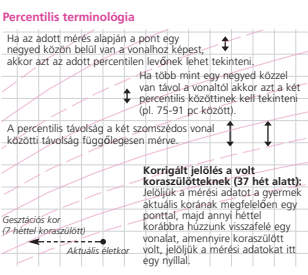 Percentilis terminológia
Ha az adott mérés alapján a pont egy
negyed közön belül van a vonalhoz képest,
akkor azt az adott percentilen levőnek lehet tekinteni.
Ha több mint egy negyed közzel
van távol a vonaltól akkor azt a két
percentilis közöttinek kell tekinteni
(pl. 75-91 pc között).
A percentilis távolság a két szomszédos vonal
közötti távolság függőlegesen mérve.
Korrigált jelölés a volt
koraszülötteknek (37 hét alatt):
Jelöljük a mérési adatot a gyermek
aktuális korának megfelelően egy
ponttal, majd annyi héttel
korábbra húzzunk visszafelé egy
vonalat, amennyire koraszülött
volt, jelöljük a mérési adatokat itt
egy nyíllal.
Gesztációs kor
(7 héttel koraszülött)
Aktuális életkor